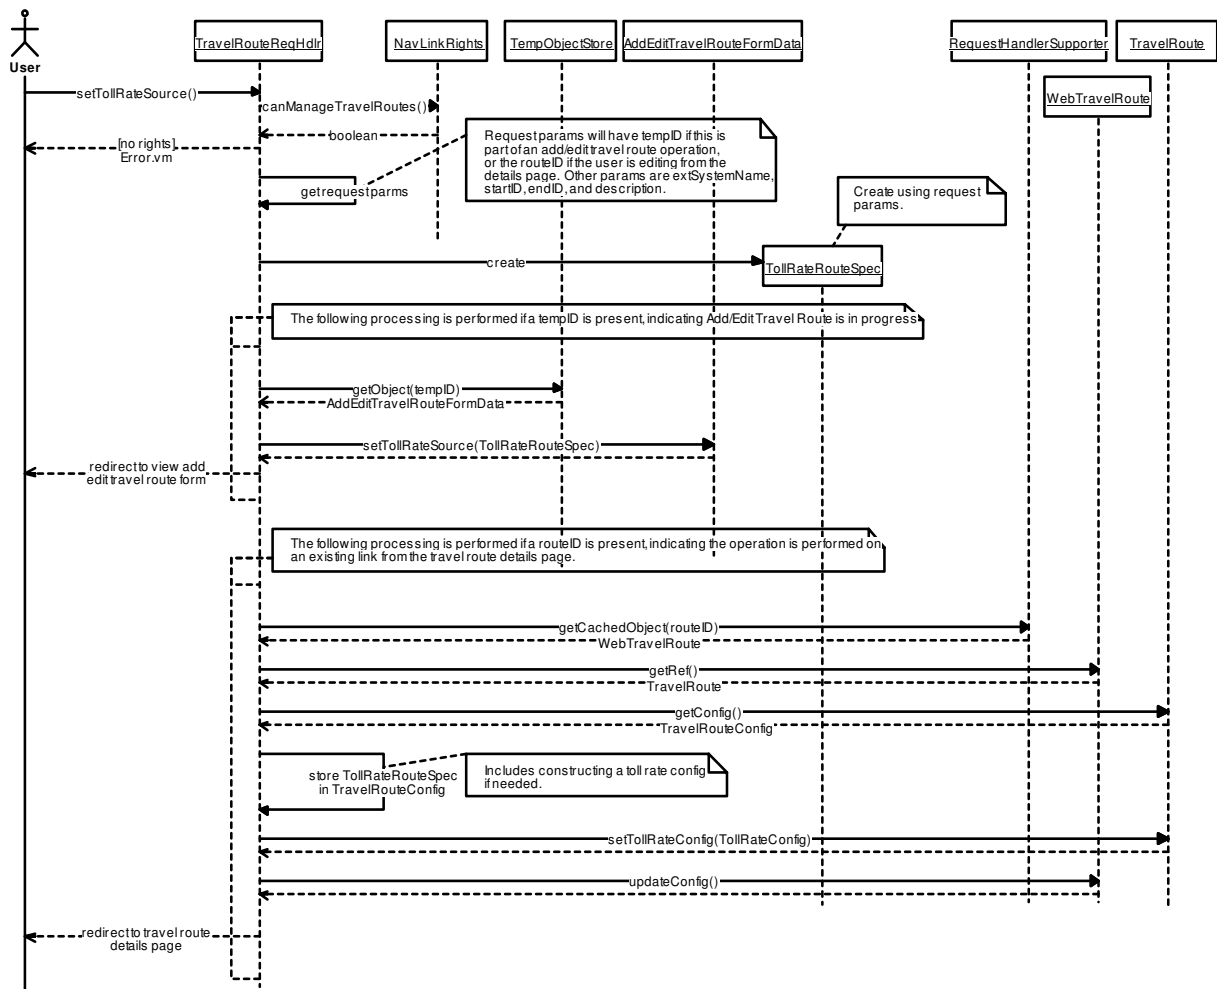 TravelRouteReqHdlr
NavLinkRights
TempObjectStore
AddEditTravelRouteFormData
RequestHandlerSupporter
TravelRoute
User
WebTravelRoute
setTollRateSource()
canManageTravelRoutes()
boolean
[no rights]
Error.vm
Request params will have tempID if this is
part of an add/edit travel route operation,
or the routeID if the user is editing from the
details page. Other params are extSystemName,
startID, endID, and description.
get request parms
Create using request
params.
create
TollRateRouteSpec
The following processing is performed if a tempID is present, indicating Add/Edit Travel Route is in progress
getObject(tempID)
AddEditTravelRouteFormData
setTollRateSource(TollRateRouteSpec)
redirect to view add
edit travel route form
The following processing is performed if a routeID is present, indicating the operation is performed on
an existing link from the travel route details page.
getCachedObject(routeID)
WebTravelRoute
getRef()
TravelRoute
getConfig()
TravelRouteConfig
store TollRateRouteSpec
in TravelRouteConfig
Includes constructing a toll rate config
if needed.
setTollRateConfig(TollRateConfig)
updateConfig()
redirect to travel route
details page